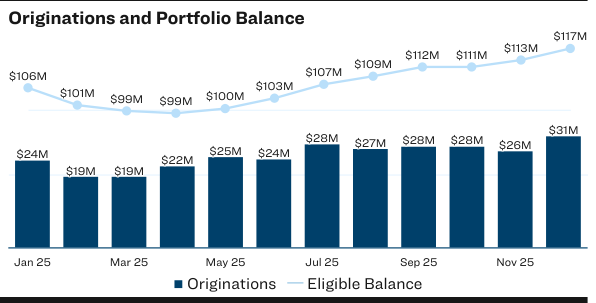 Originations and Portfolio Balance
$106M $101M $99M $99M $100M $103M $107M $109M $112M $111M $113M $117M
$24M $19M $19M $22M $25M $24M $28M $27M $28M $28M $26M $31M
Jan 25 Mar 25 May 25 Jul 25 Sep 25 Nov 25
Originations Eligible Balance